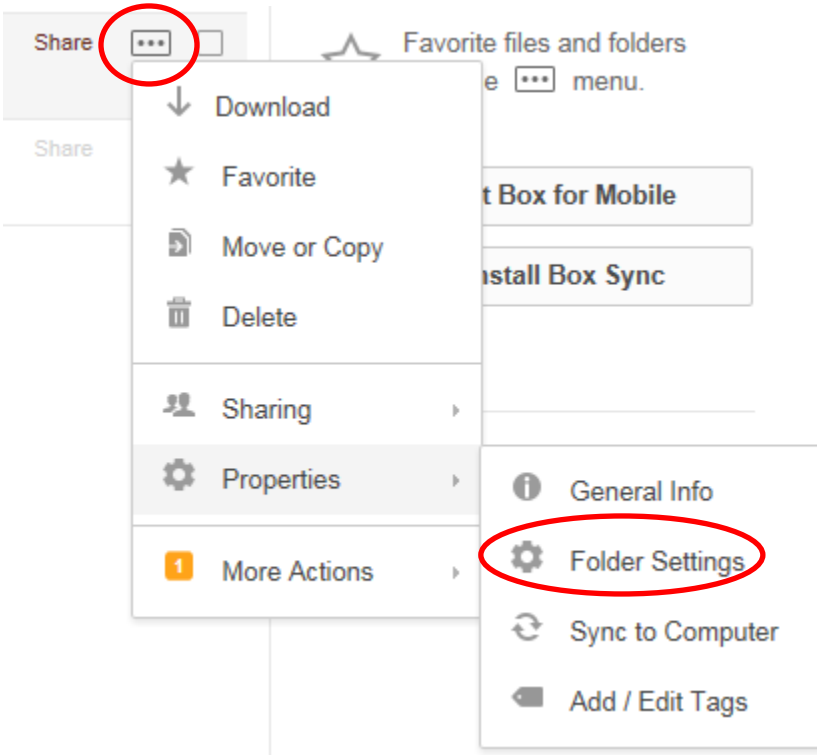 Share
Favorite files and folders
e ••• menu.
Download
Share
Favorite
t Box for Mobile
Move or Copy
nstall Box Sync
Delete
Sharing
Properties
General Info
Folder Settings
1 More Actions
Sync to Computer
Add / Edit Tags